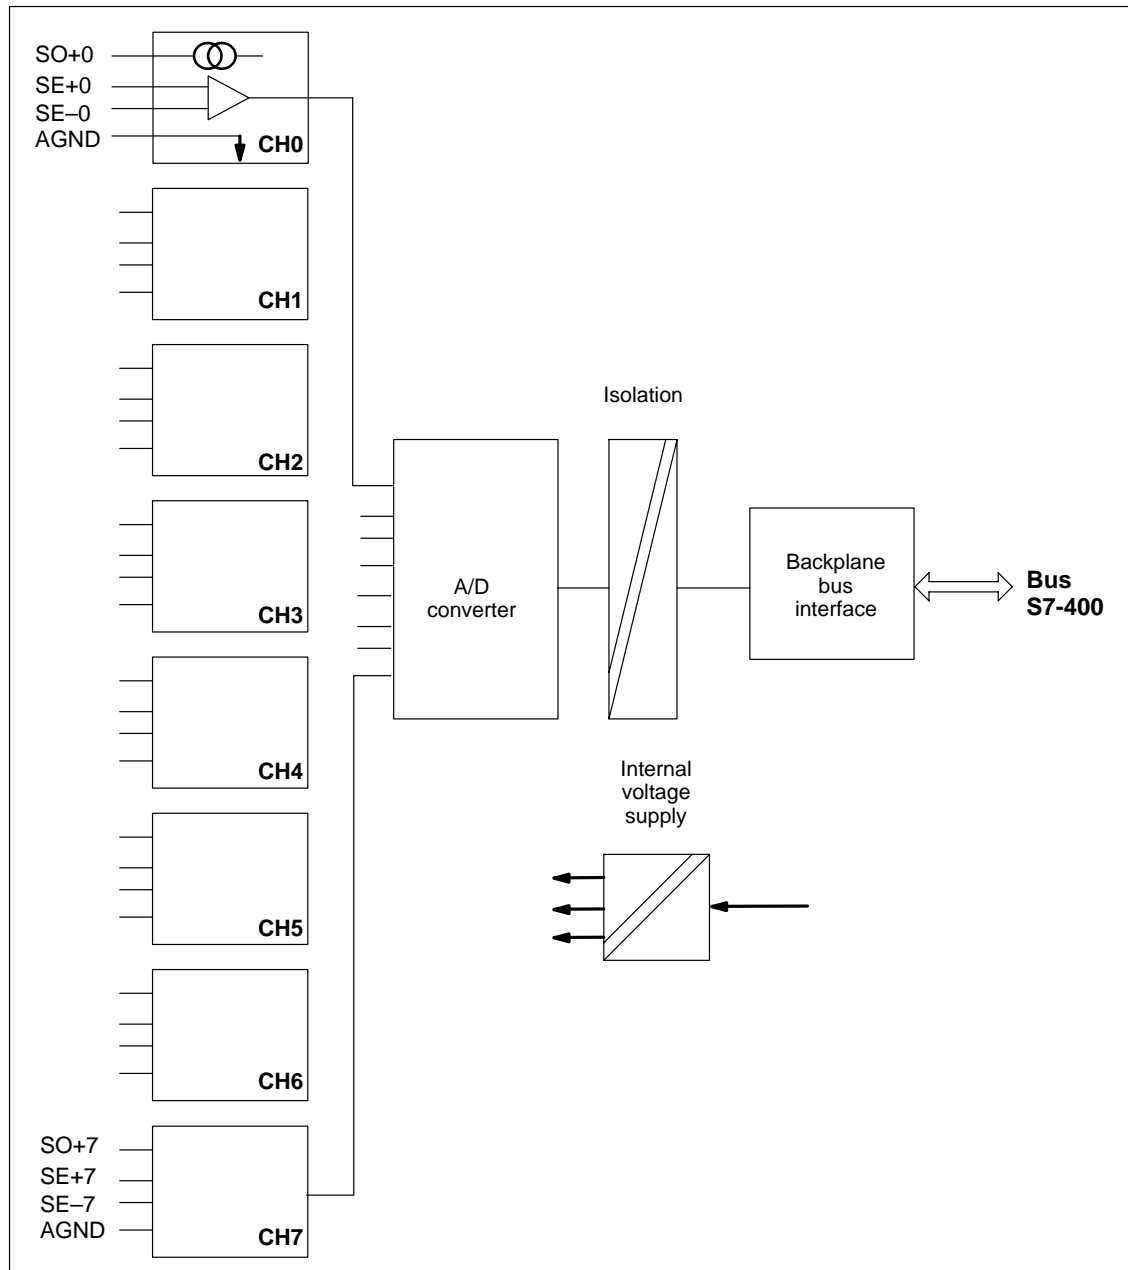 SO+0
SE+0
SE–0
AGND
CH0
CH1
CH2
CH3
CH4
CH5
CH6
SO+7
SE+7
SE–7
AGND
CH7
A/D
converter
Isolation
Backplane
bus
interface
Bus
S7-400
Internal
voltage
supply